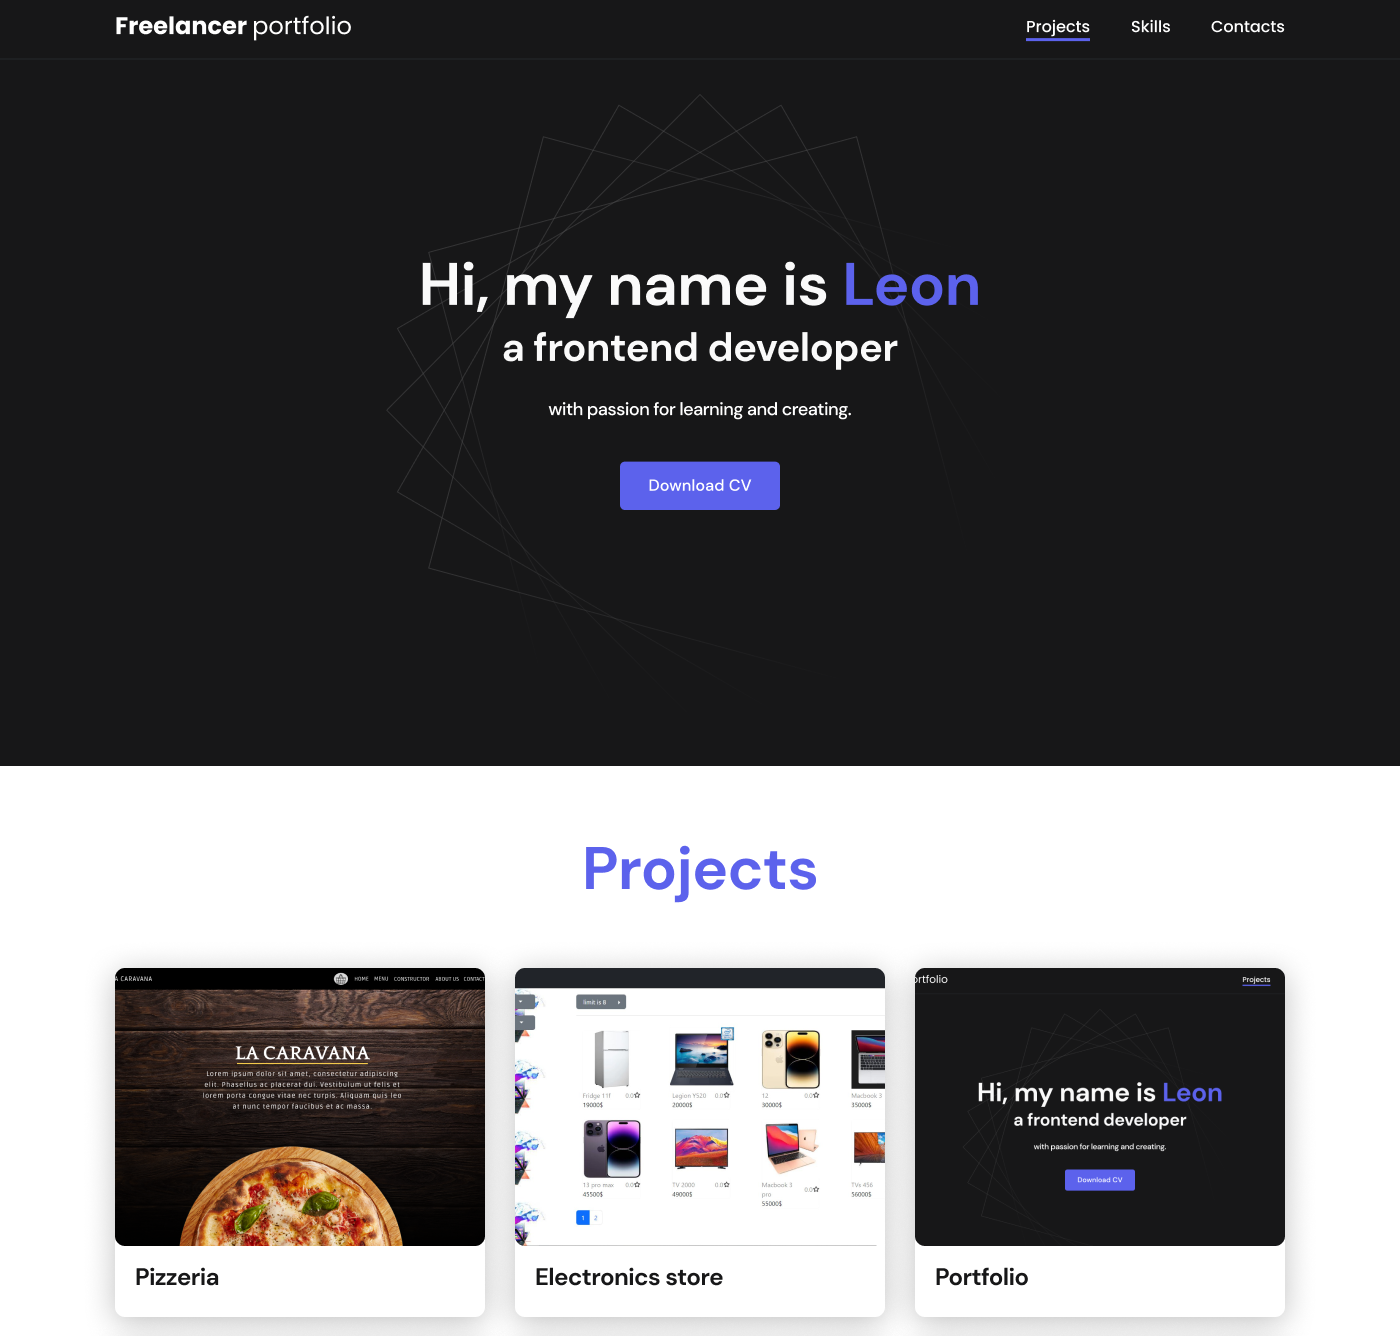 Freelancer portfolio
Projects
Skills
Contacts
Hi, my name is Leon
a frontend developer
with passion for learning and creating.
Download CV
Projects
A CARAVANA
HOME MENU CONSTRUCTOR ABOUT US CONTACT
LA CARAVANA
Lorem ipsum dolor sit amet, consectetur adipiscing
elit. Phasellus ac placerat dui. Vestibulum ut felis et
lorem porta congue vitae nec turpis. Aliquam quis leo
at nunc tempor faucibus et ac massa.
Pizzeria
limit is 8
Fridge 11f 0.0
19000$
Legion Y520 0.0
20000$
12 0.0
30000$
Macbook 3
35000$
13 pro max 0.0
45500$
TV 2000 0.0
49000$
Macbook 3
pro 0.0
55000$
TVs 456
56000$
1 2
Electronics store
ortfolio
Projects
Hi, my name is Leon
a frontend developer
with passion for learning and creating.
Download CV
Portfolio